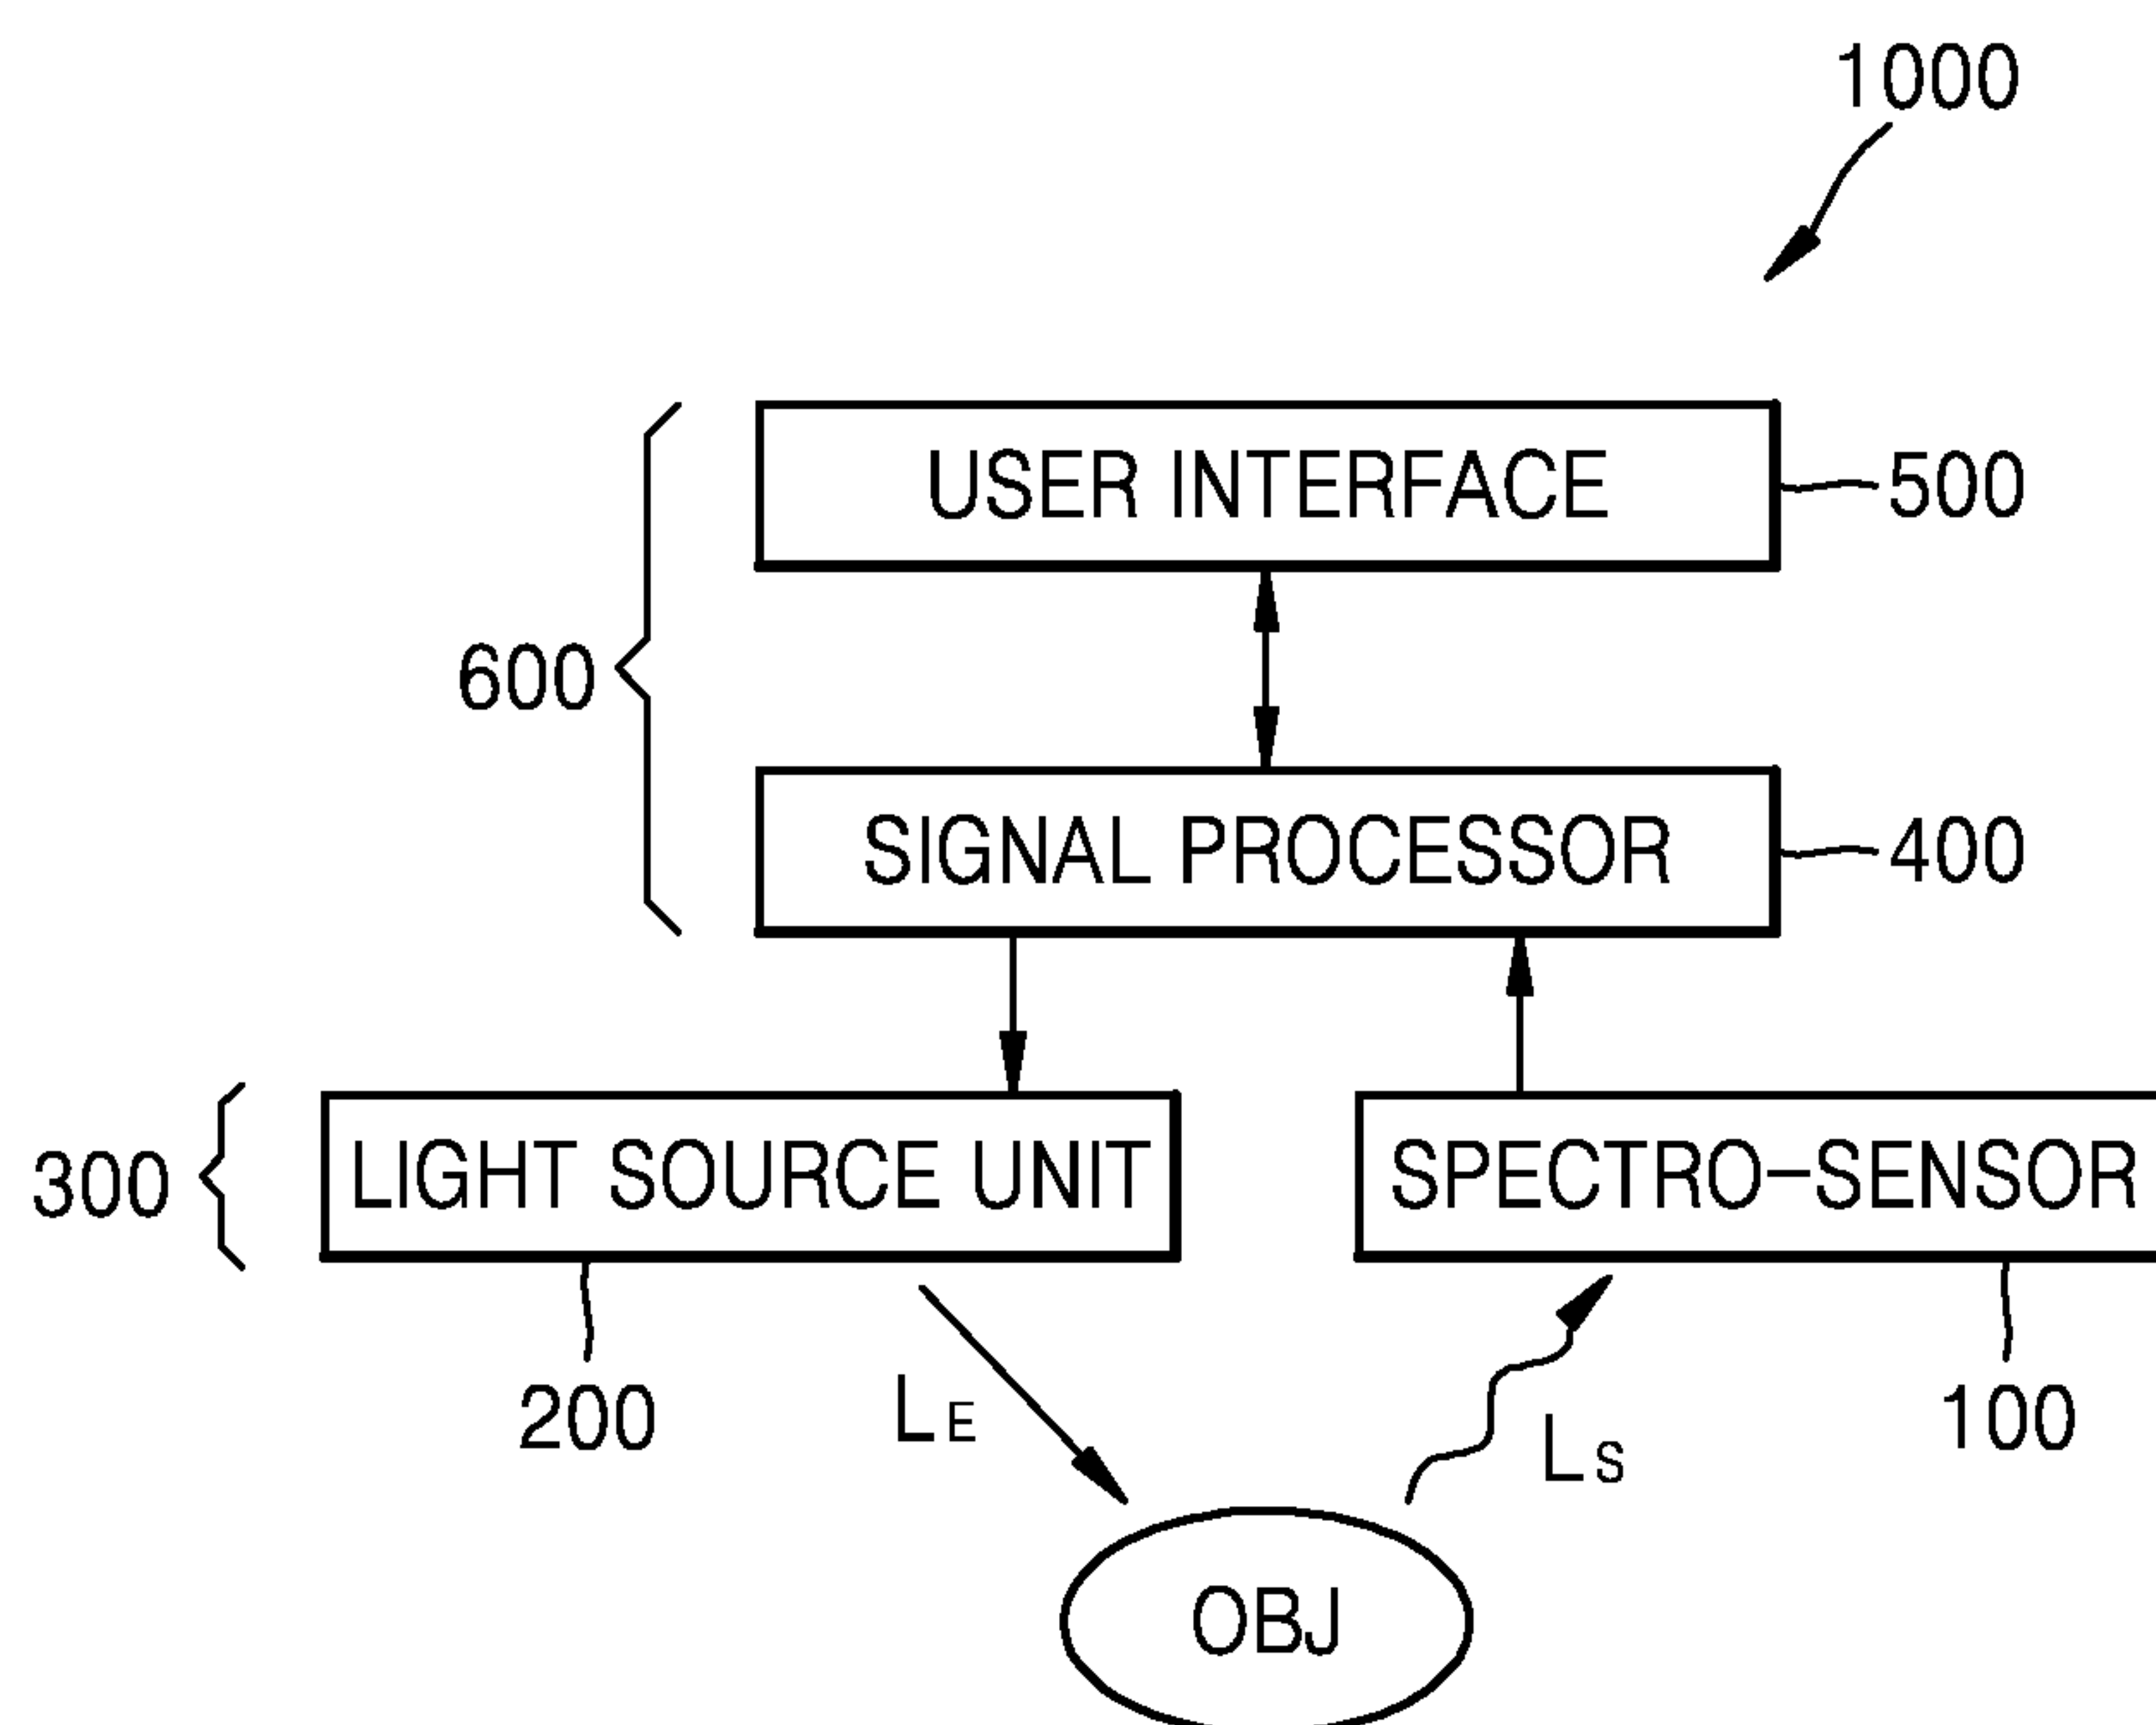 1000
USER INTERFACE
500
600
SIGNAL PROCESSOR
400
300
LIGHT SOURCE UNIT
SPECTRO-SENSOR
200
LE
LS
100
OBJ